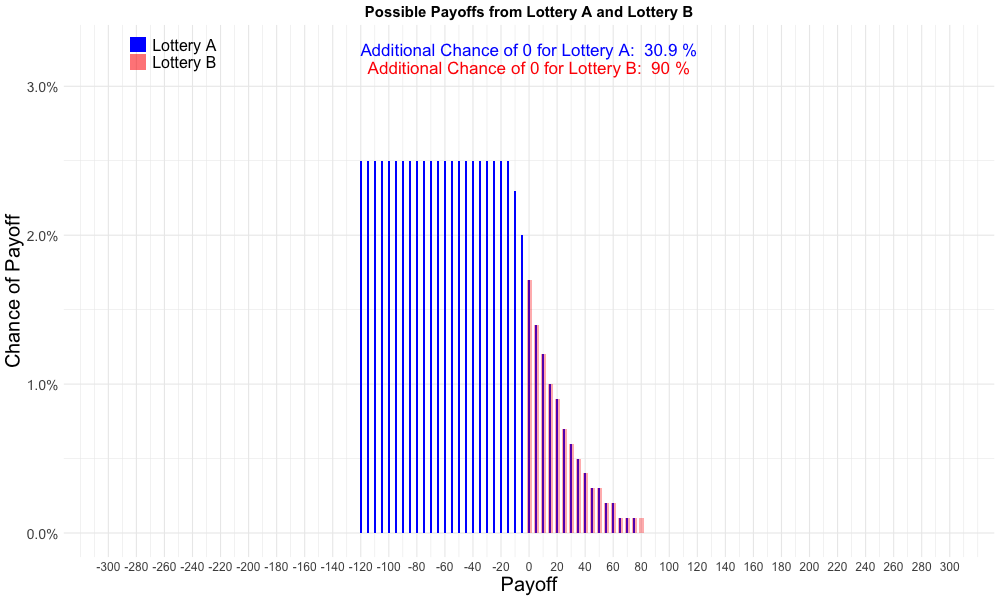 Possible Payoffs from Lottery A and Lottery B
Lottery A
Lottery B
Additional Chance of 0 for Lottery A: 30.9 %
Additional Chance of 0 for Lottery B: 90 %
Chance of Payoff
3.0%
2.0%
1.0%
0.0%
-300 -280 -260 -240 -220 -200 -180 -160 -140 -120 -100 -80 -60 -40 -20 0 20 40 60 80 100 120 140 160 180 200 220 240 260 280 300
Payoff